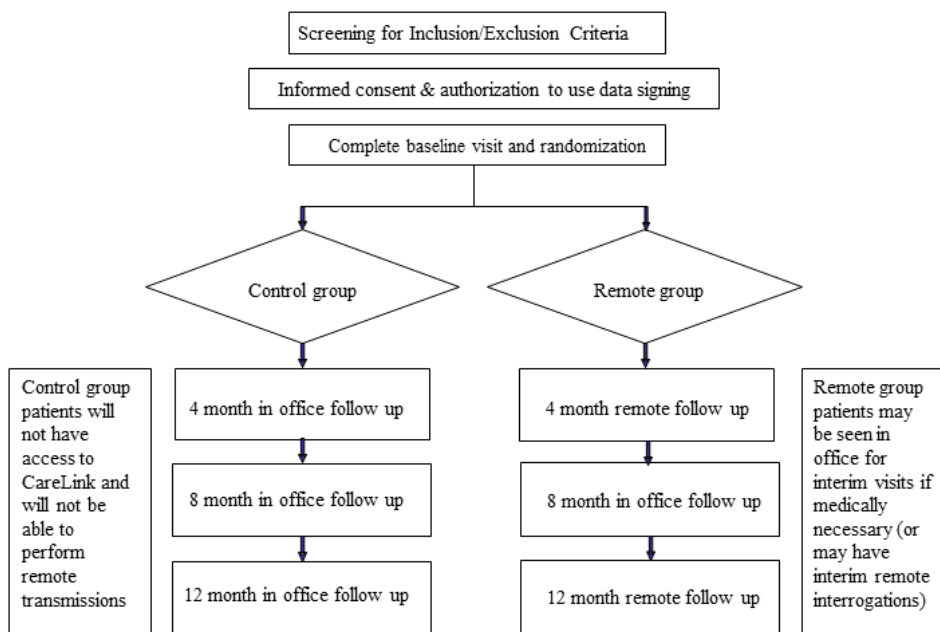 Screening for Inclusion/Exclusion Criteria
Informed consent & authorization to use data signing
Complete baseline visit and randomization
Control group
Remote group
Control group
patients will
not have
access to
CareLink and
will not be
able to
perform
remote
transmissions
4 month in office follow up
8 month in office follow up
12 month in office follow up
4 month remote follow up
8 month in office follow up
12 month remote follow up
Remote group
patients may
be seen in
office for
interim visits if
medically
necessary (or
may have
interim remote
interrogations)